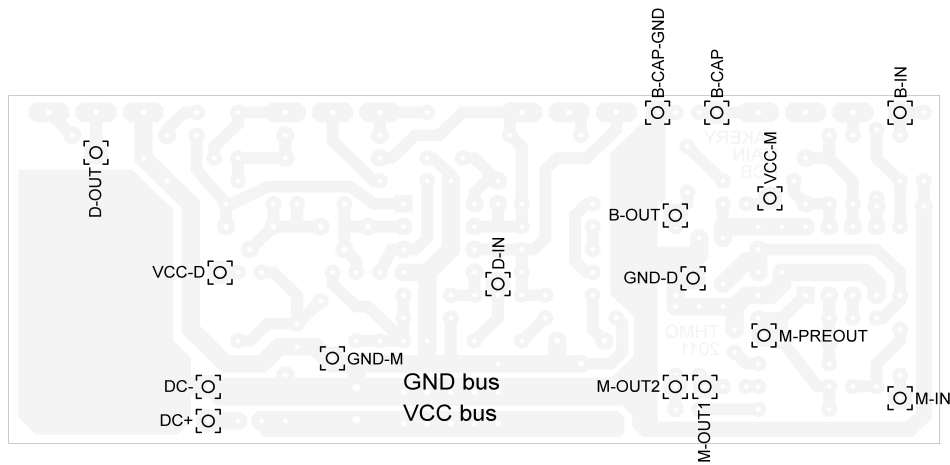 B-CAP-GND
B-CAP
B-IN
VCC-M
D-OUT
B-OUT
D-IN
VCC-D
GND-D
M-PREOUT
GND-M
GND bus
DC-
M-OUT2
M-OUT1
M-IN
VCC bus
DC+
THMQ
2011